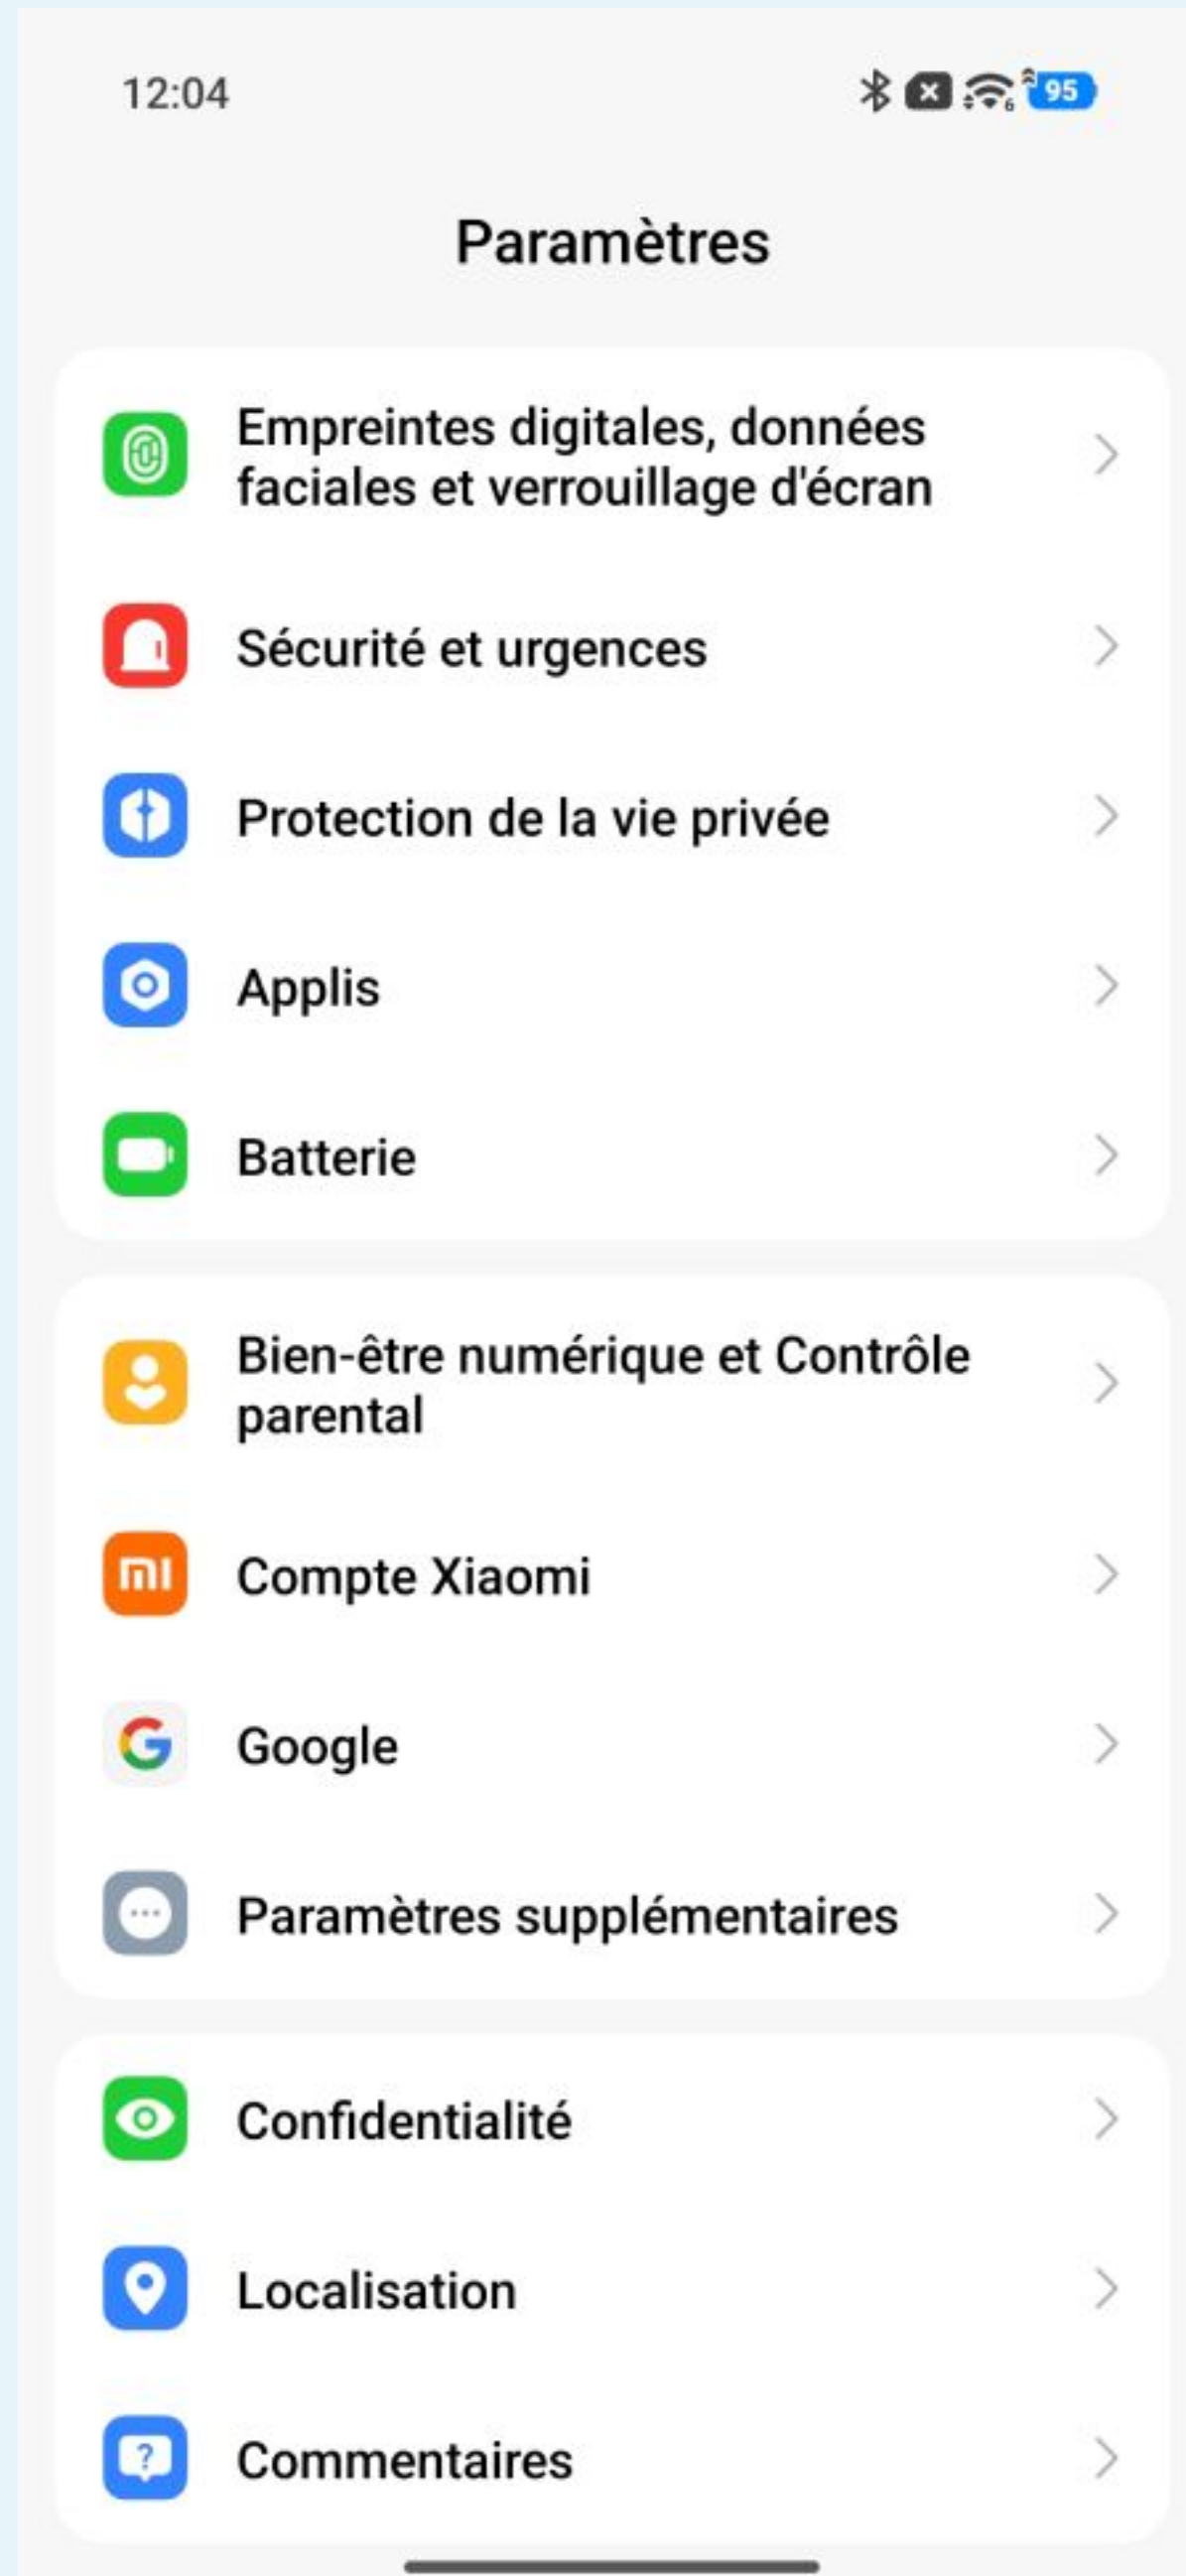 12:04
6
95
Paramètres
Empreintes digitales, données
faciales et verrouillage d'écran
Sécurité et urgences
Protection de la vie privée
Applis
Batterie
Bien-être numérique et Contrôle
parental
Compte Xiaomi
Google
Paramètres supplémentaires
Confidentialité
Localisation
Commentaires